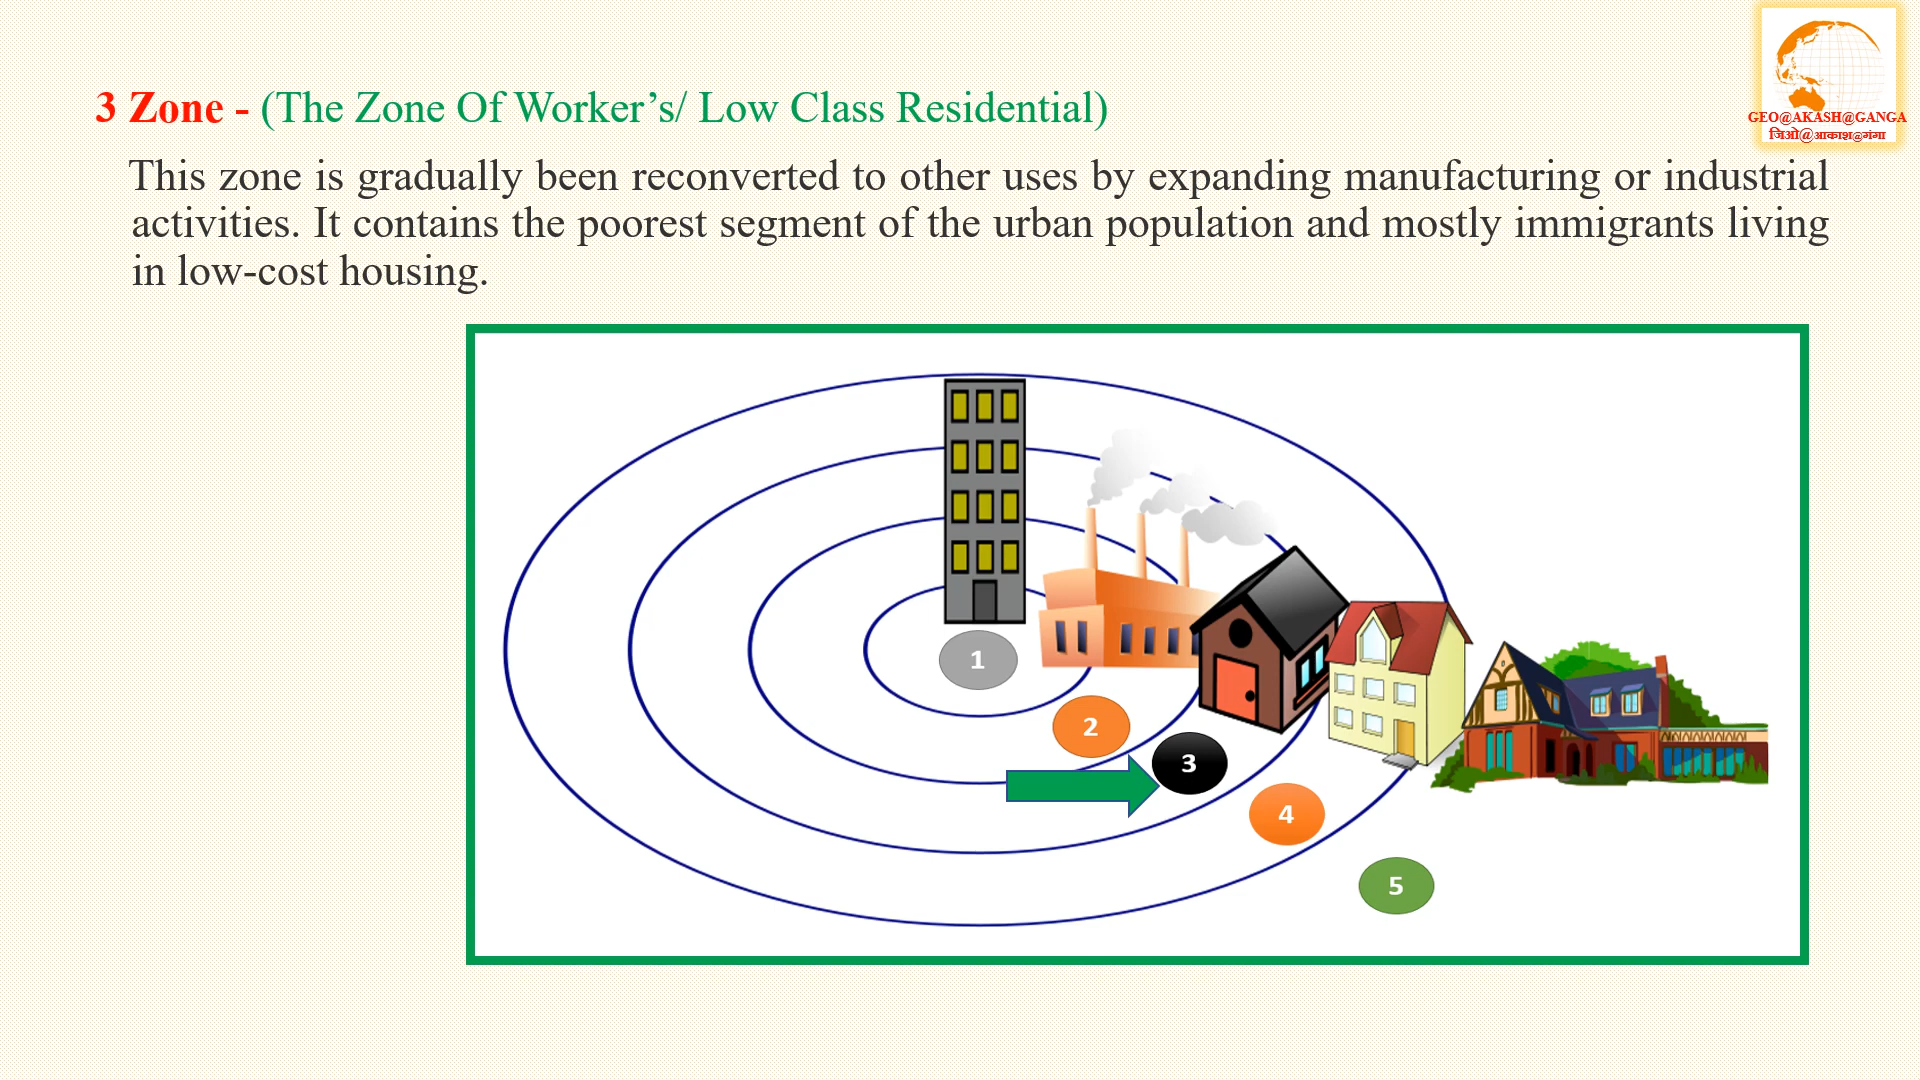 3 Zone - (The Zone Of Worker’s/ Low Class Residential)
This zone is gradually been reconverted to other uses by expanding manufacturing or industrial
activities. It contains the poorest segment of the urban population and mostly immigrants living
in low-cost housing.
GEO@AKASH@GANGA
जिओ@आकाश@गंगा
1
2
3
4
5